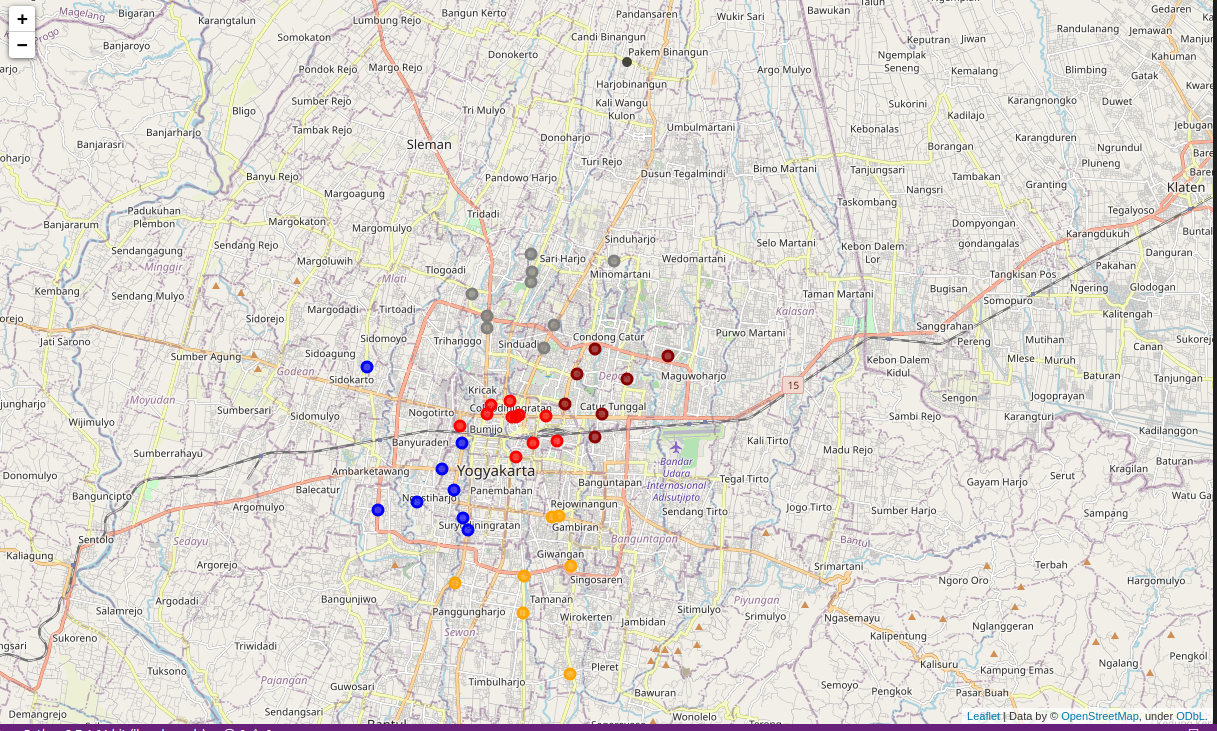 +
−
Magelang
Bigaran
Karangtalun
Lumbung Rejo
Bangun Kerto
Pandansaren
Wukir Sari
Bawukan
Gedaren
Randulanang
Jemawan
Banjaroyo
Somokaton
Donokerto
Candi Binangun
Pakem Binangun
Keputran
Jiwan
Ngemplak
Seneng
Kahuman
Pondok Rejo
Margo Rejo
Argo Mulyo
Kemalang
Blimbing
Gatak
Harjobinangun
Bligo
Sumber Rejo
Tri Mulyo
Kali Wangu
Kulon
Sukorini
Karangnongko
Duwet
Kadilajo
Banjarharjo
Tambak Rejo
Donoharjo
Umbulmartani
Kebonalas
Karangduren
Banjarasri
Sleman
Borangan
Ngrundul
Turi Rejo
Pluneng
Banyu Rejo
Pandowo Harjo
Dusun Tegalmindi
Bimo Martani
Tanjungsari
Tambakan
Nangsri
Granting
Klaten
Margoagung
Taskombang
Padukuhan
Plembon
Tridadi
Tegalyoso
Banjararum
Margokaton
Margomulyo
Dompyongan
Karangdukuh
Buntal
Sendang Rejo
Sendangagung
Sinduharjo
Selo Martani
Kebon Dalem
Lor
gondangalas
Danguran
Minggir
Margoluwih
Sari Harjo
Wedomartani
Tlogoadi
Minomartani
Pakahan
Tangkisan Pos
Mlati
Kembang
Sendang Mulyo
Taman Martani
Bugisan
Ngering
Glodogan
Somopuro
Margodadi
Tirtoadi
Kalasan
Kalitengah
Sidorejo
Sanggrahan
Jati Sarono
Sidomoyo
Trihanggo
Sinduadi
Condong Catur
Purwo Martani
Pereng
Canan
Sumber Agung
Sidoagung
Kebon Dalem
Kidul
Mlese
Muruh
Godean
Sidokarto
Maguwoharjo
Baturan
Tanjungan
15
Moyudan
Kricak
Sengon
Jogoprayan
Sumbersari
Sidomulyo
Nogotirto
Catur Tunggal
Sambi Rejo
Karangturi
Wijimulyo
Bumijo
Kadilanggon
Banyuraden
Kali Tirto
Madu Rejo
Sumberrahayu
Ambarketawang
Yogyakarta
Bandar
Udara
Internasional
Adisutjipto
Kragilan
Serut
Balecatur
Panembahan
Banguntapan
Tegal Tirto
Gayam Harjo
Banguncipto
Argomulyo
Rejowinangun
Jogo Tirto
Sumber Harjo
Sendang Tirto
Sampang
Gambiran
Sentolo
Sedayu
Banguntapan
Bantul
Kaliagung
Giwangan
Argorejo
Singosaren
Srimartani
Terbah
Ngoro Oro
Hargomulyo
Argodadi
Bangunjiwo
Tamanan
Piyungan
Salamrejo
Panggungharjo
Wirokerten
Jambidan
Sitimulyo
Srimulyo
Ngasemayu
Nglanggeran
Sukoreno
Sewon
Kalipentung
Triwidadi
Pleret
Kalisuru
Kampung Emas
Ngalang
Pengkol
Tuksono
Pajangan
Guwosari
Timbulharjo
Bawuran
Semoyo
Pengkok
Pasar Buah
Demangrejo
Sendangsari
Wonolelo
Bantul
Leaflet | Data by © OpenStreetMap, under ODbL.